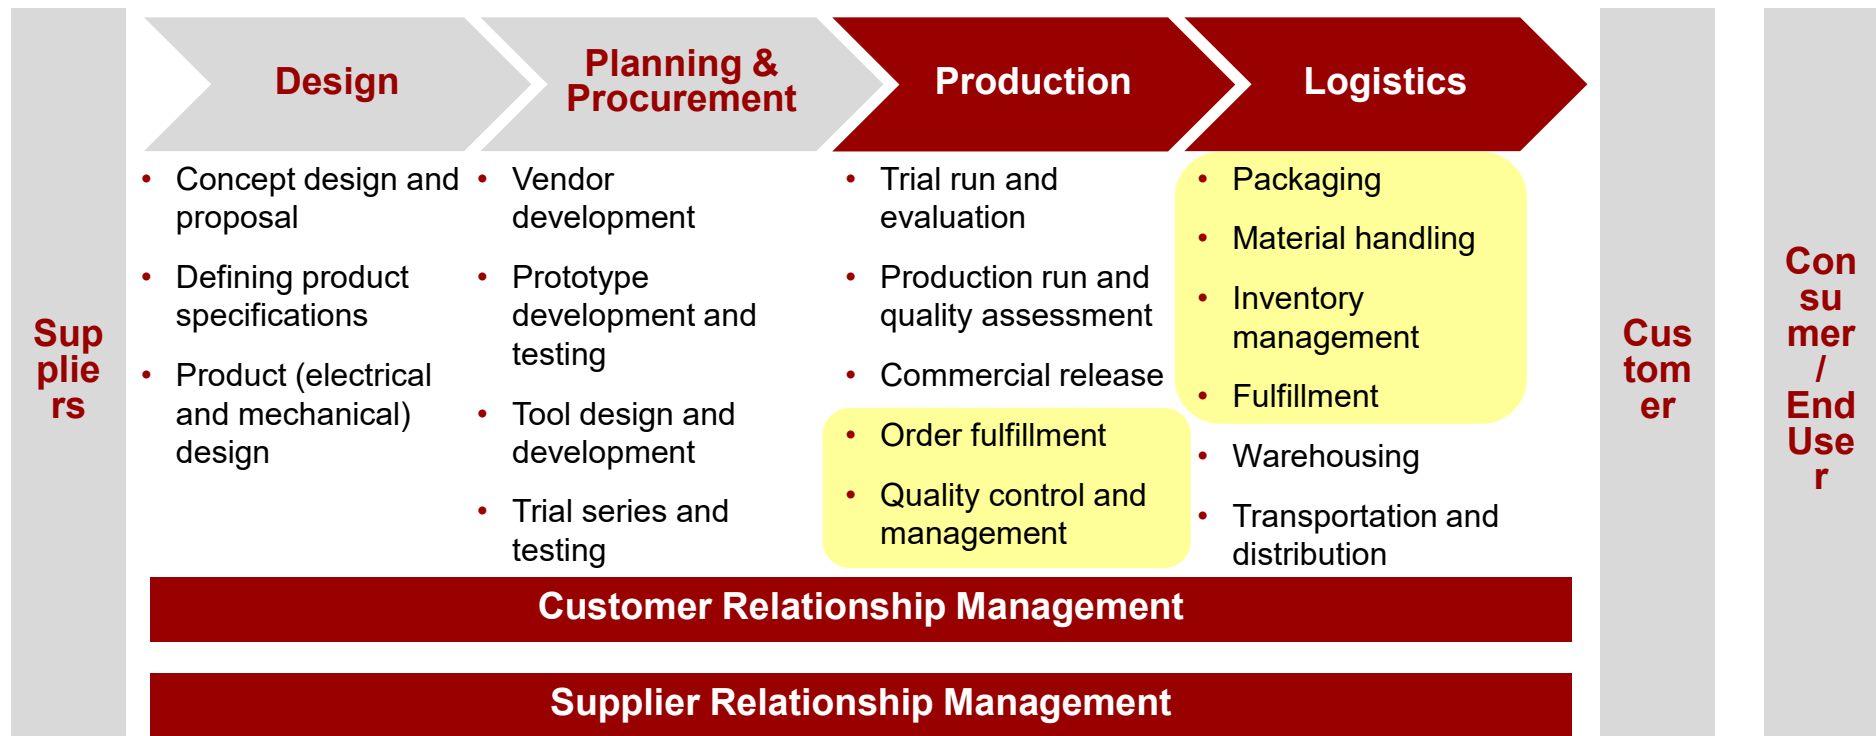 Sup
plie
rs
Design
• Concept design and
proposal
• Defining product
specifications
• Product (electrical
and mechanical)
design
Planning &
Procurement
• Vendor
development
• Prototype
development and
testing
• Tool design and
development
• Trial series and
testing
Production
• Trial run and
evaluation
• Production run and
quality assessment
• Commercial release
• Order fulfillment
• Quality control and
management
Logistics
• Packaging
• Material handling
• Inventory
management
• Fulfillment
• Warehousing
• Transportation and
distribution
Customer Relationship Management
Supplier Relationship Management
Cus
tom
er
Con
su
mer
/
End
Use
r